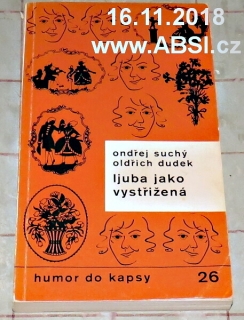 16.11.2018
www.ABSI.cz
ondřej suchý
oldřich dudek
ljuba jako
vystřižená
humor do kapsy 26